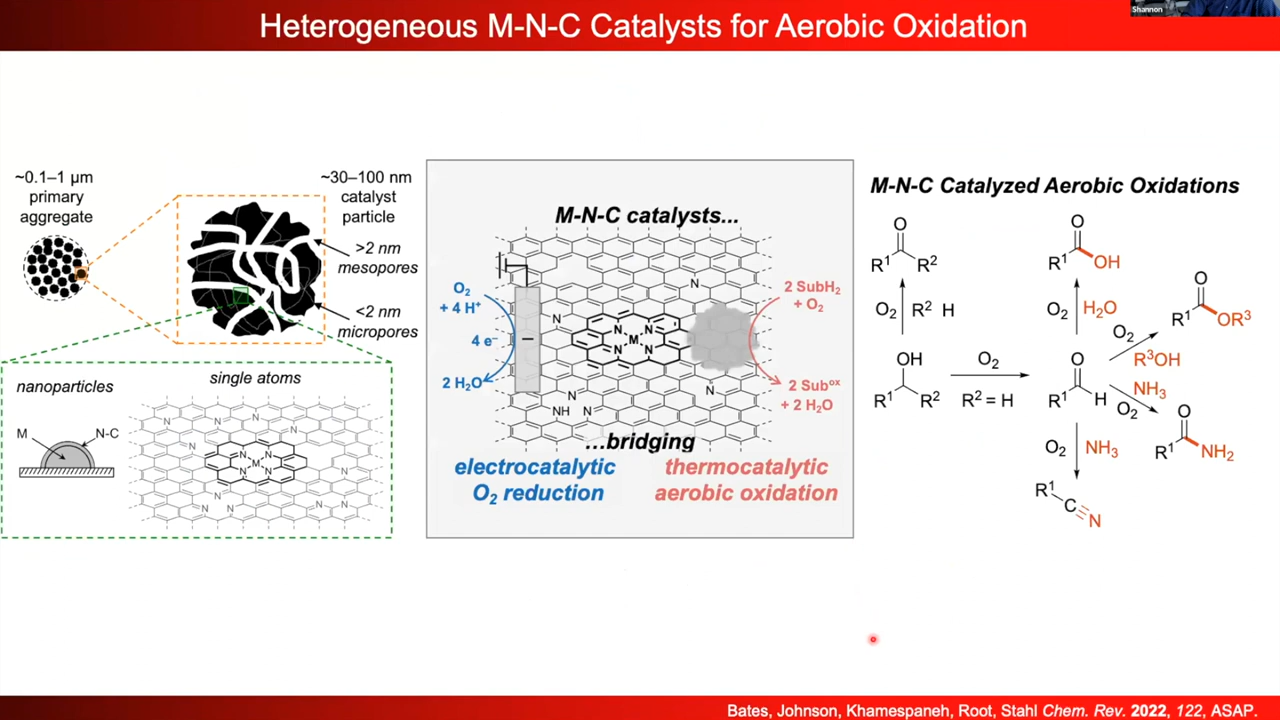 Heterogeneous M-N-C Catalysts for Aerobic Oxidation
Shannon
~0.1–1 μm
primary
aggregate
~30–100 nm
catalyst
particle
>2 nm
mesopores
<2 nm
micropores
nanoparticles
single atoms
M
N-C
N
N
N
N
N
M
N
N
N
N
N
N
M-N-C catalysts...
O₂
+ 4 H⁺
4 e⁻
2 H₂O
−
N
N
N
N
M
N
N
N
NH
N
2 SubH₂
+ O₂
2 Subᵒˣ
+ 2 H₂O
...bridging
electrocatalytic
O₂ reduction
thermocatalytic
aerobic oxidation
M-N-C Catalyzed Aerobic Oxidations
O
R¹
R²
O₂
R² H
OH
R¹
R²
O₂
R² = H
O
R¹
OH
O₂
H₂O
O
R¹
H
O₂
R³OH
O
R¹
OR³
NH₃
O₂
O
R¹
NH₂
O₂
NH₃
R¹
C
N
Bates, Johnson, Khamespaneh, Root, Stahl Chem. Rev. 2022, 122, ASAP.